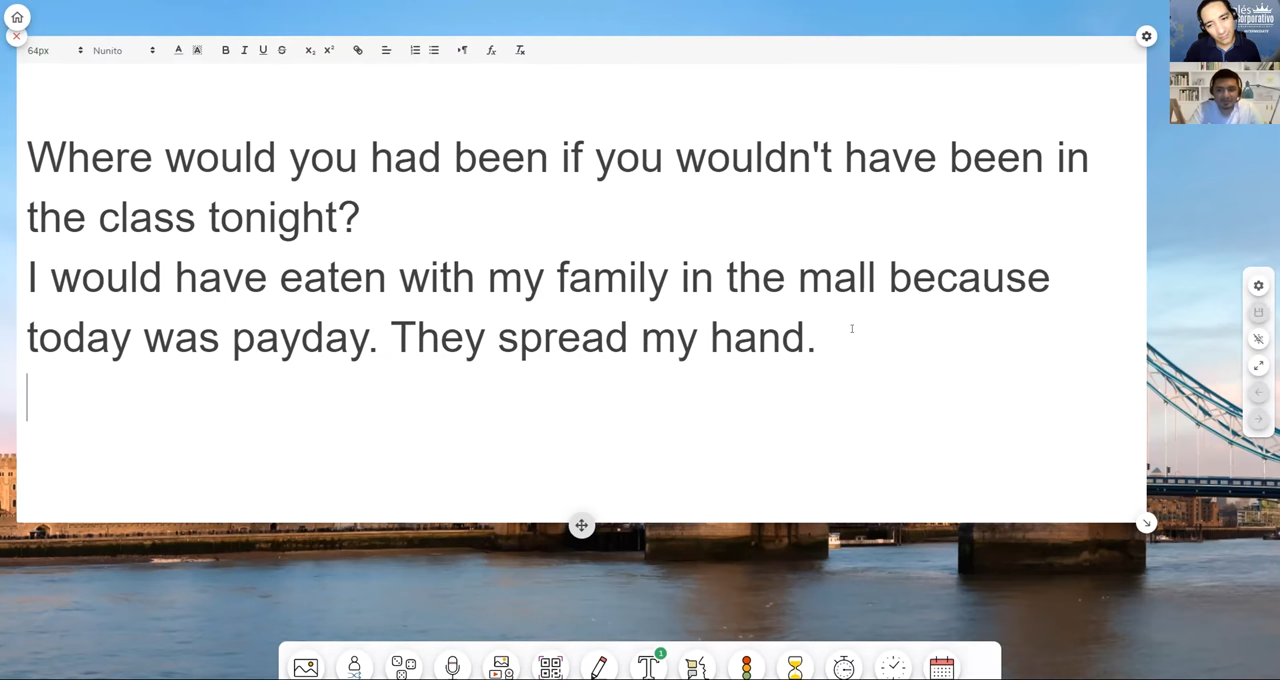 64px
Nunito
Where would you had been if you wouldn't have been in
the class tonight?
I would have eaten with my family in the mall because
today was payday. They spread my hand.
1